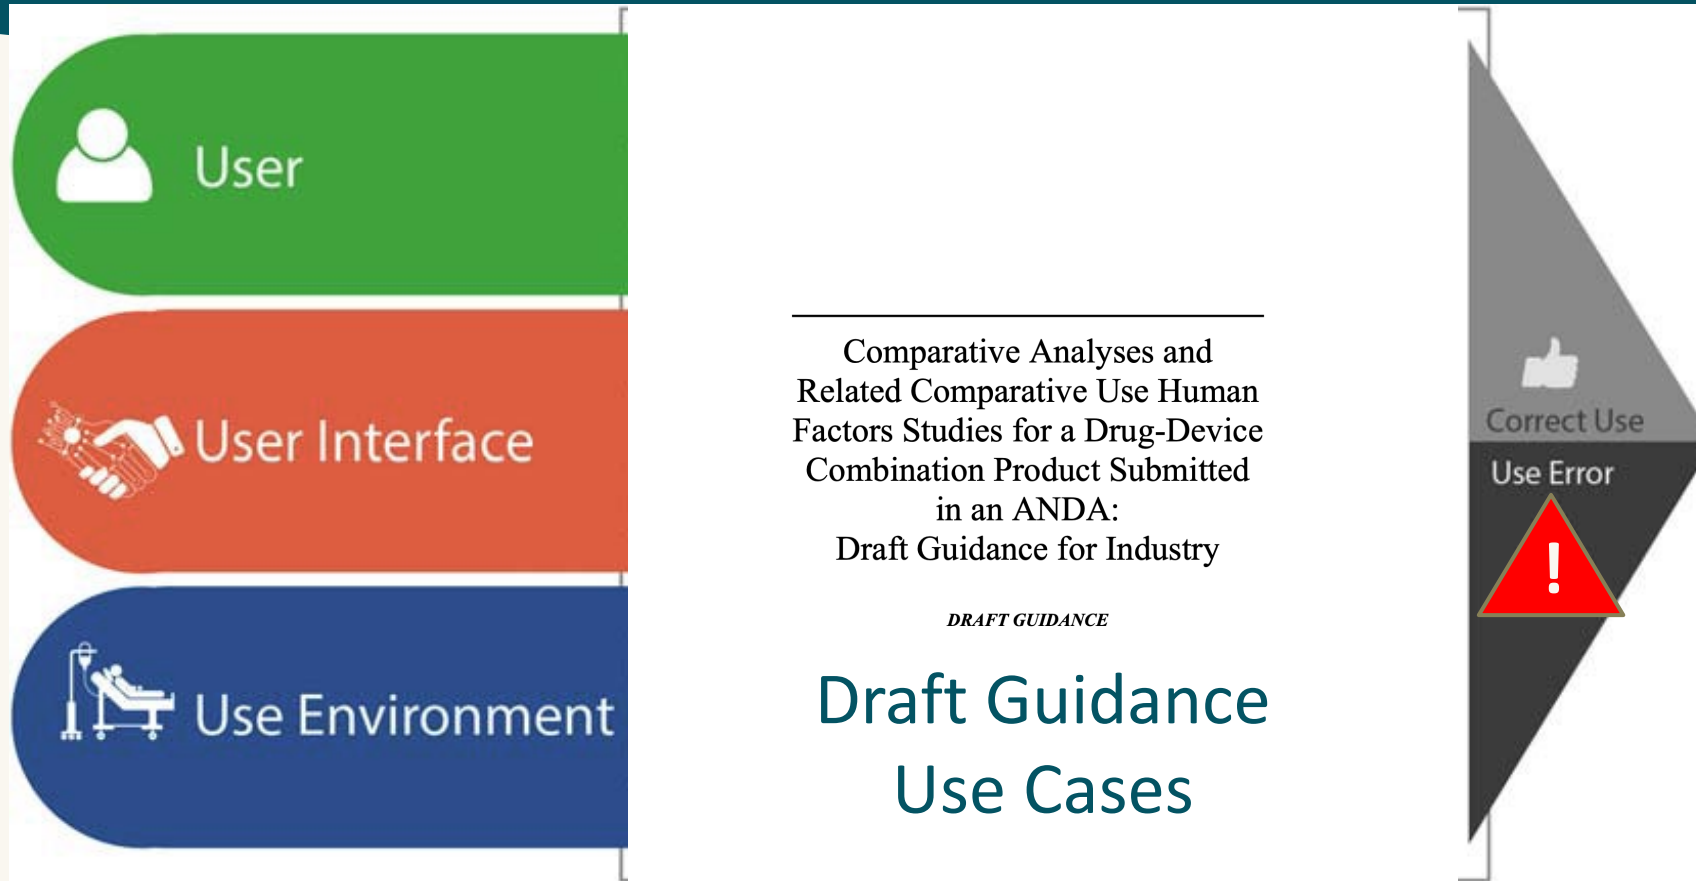 User
User Interface
Use Environment
Comparative Analyses and
Related Comparative Use Human
Factors Studies for a Drug-Device
Combination Product Submitted
in an ANDA:
Draft Guidance for Industry
DRAFT GUIDANCE
Draft Guidance
Use Cases
Correct Use
Use Error
!